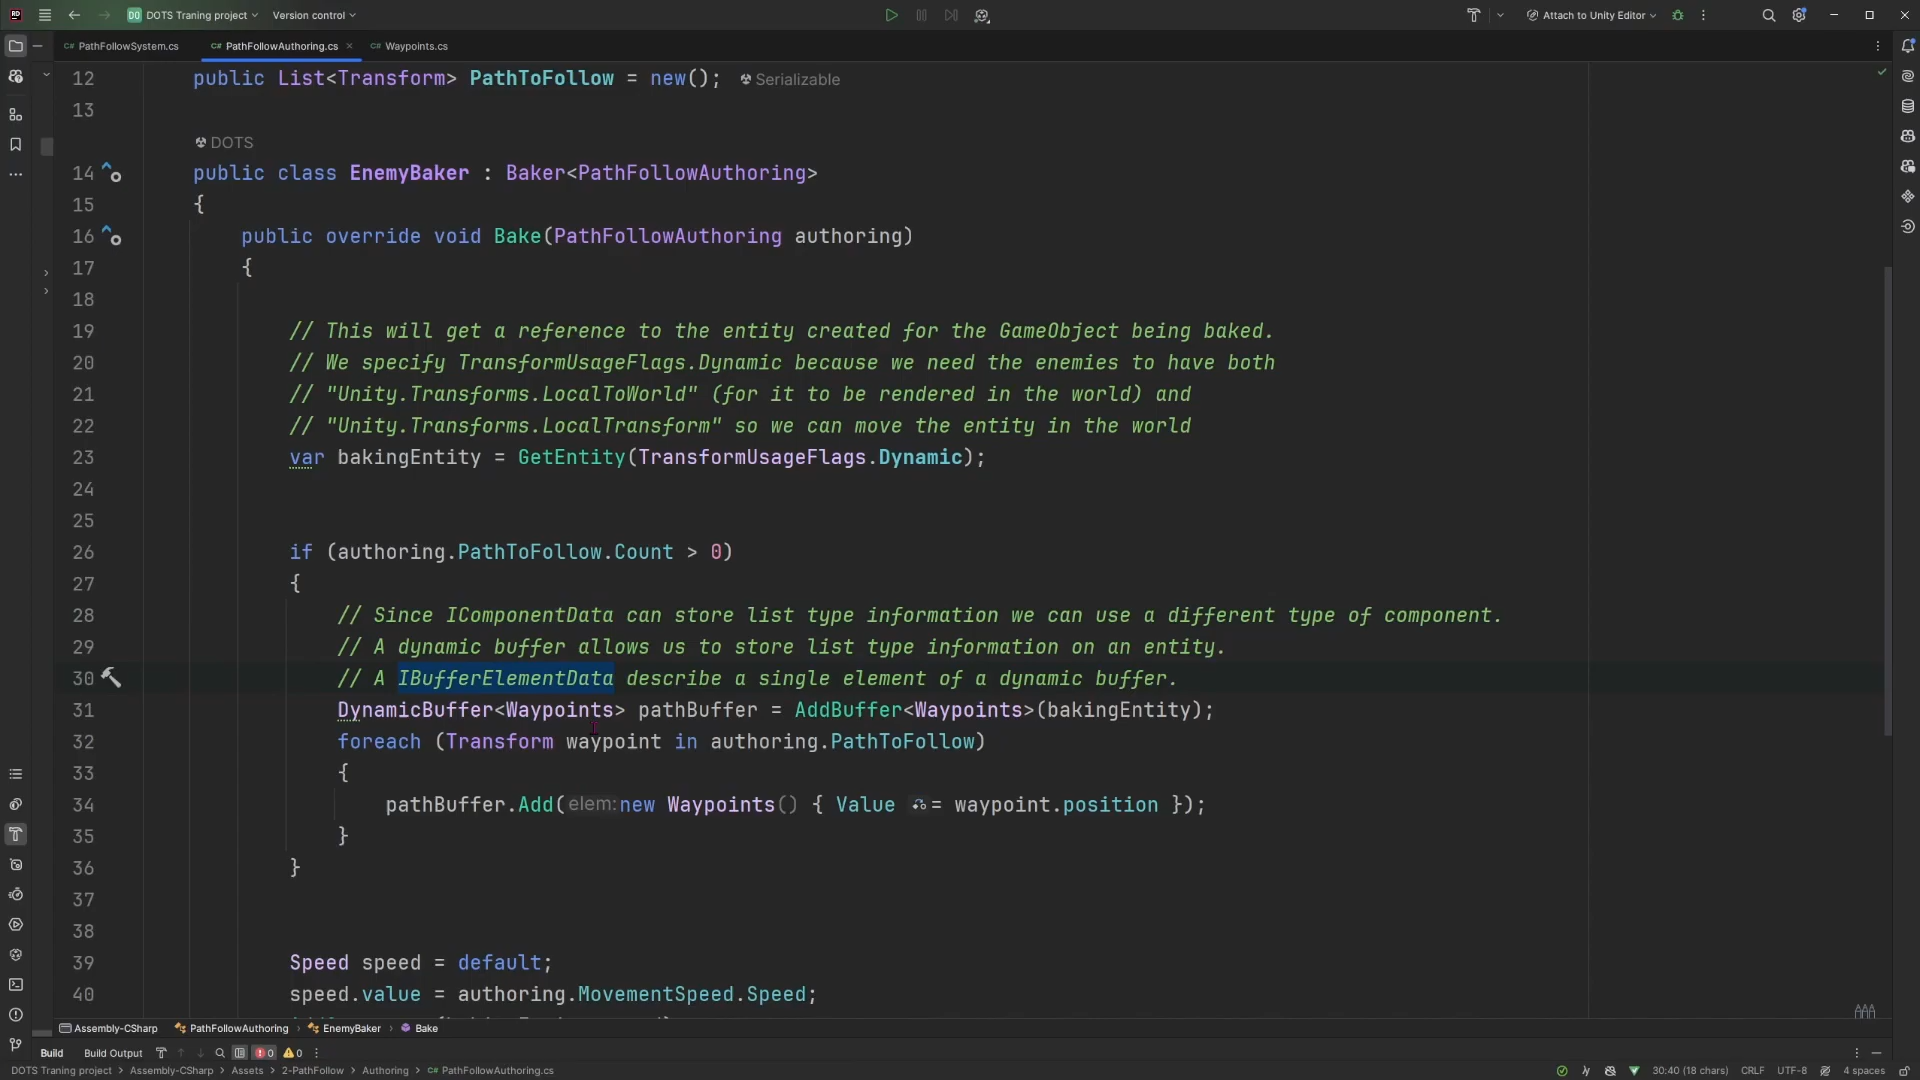 RD DO DOTS Traning project Version control Attach to Unity Editor
C# PathFollowSystem.cs C# PathFollowAuthoring.cs C# Waypoints.cs
12 public List<Transform> PathToFollow = new(); Serializable
13
DOTS
14 public class EnemyBaker : Baker<PathFollowAuthoring>
15 {
16 public override void Bake(PathFollowAuthoring authoring)
17 {
18
19 // This will get a reference to the entity created for the GameObject being baked.
20 // We specify TransformUsageFlags.Dynamic because we need the enemies to have both
21 // "Unity.Transforms.LocalToWorld" (for it to be rendered in the world) and
22 // "Unity.Transforms.LocalTransform" so we can move the entity in the world
23 var bakingEntity = GetEntity(TransformUsageFlags.Dynamic);
24
25
26 if (authoring.PathToFollow.Count > 0)
27 {
28 // Since IComponentData can store list type information we can use a different type of component.
29 // A dynamic buffer allows us to store list type information on an entity.
30 // A IBufferElementData describe a single element of a dynamic buffer.
31 DynamicBuffer<Waypoints> pathBuffer = AddBuffer<Waypoints>(bakingEntity);
32 foreach (Transform waypoint in authoring.PathToFollow)
33 {
34 pathBuffer.Add(elem: new Waypoints() { Value = waypoint.position });
35 }
36 }
37
38
39 Speed speed = default;
40 speed.value = authoring.MovementSpeed.Speed;
Assembly-CSharp PathFollowAuthoring EnemyBaker Bake
Build Build Output 0 0
DOTS Traning project > Assembly-CSharp > Assets > 2-PathFollow > Authoring > C# PathFollowAuthoring.cs 30:40 (18 chars) CRLF UTF-8 4 spaces